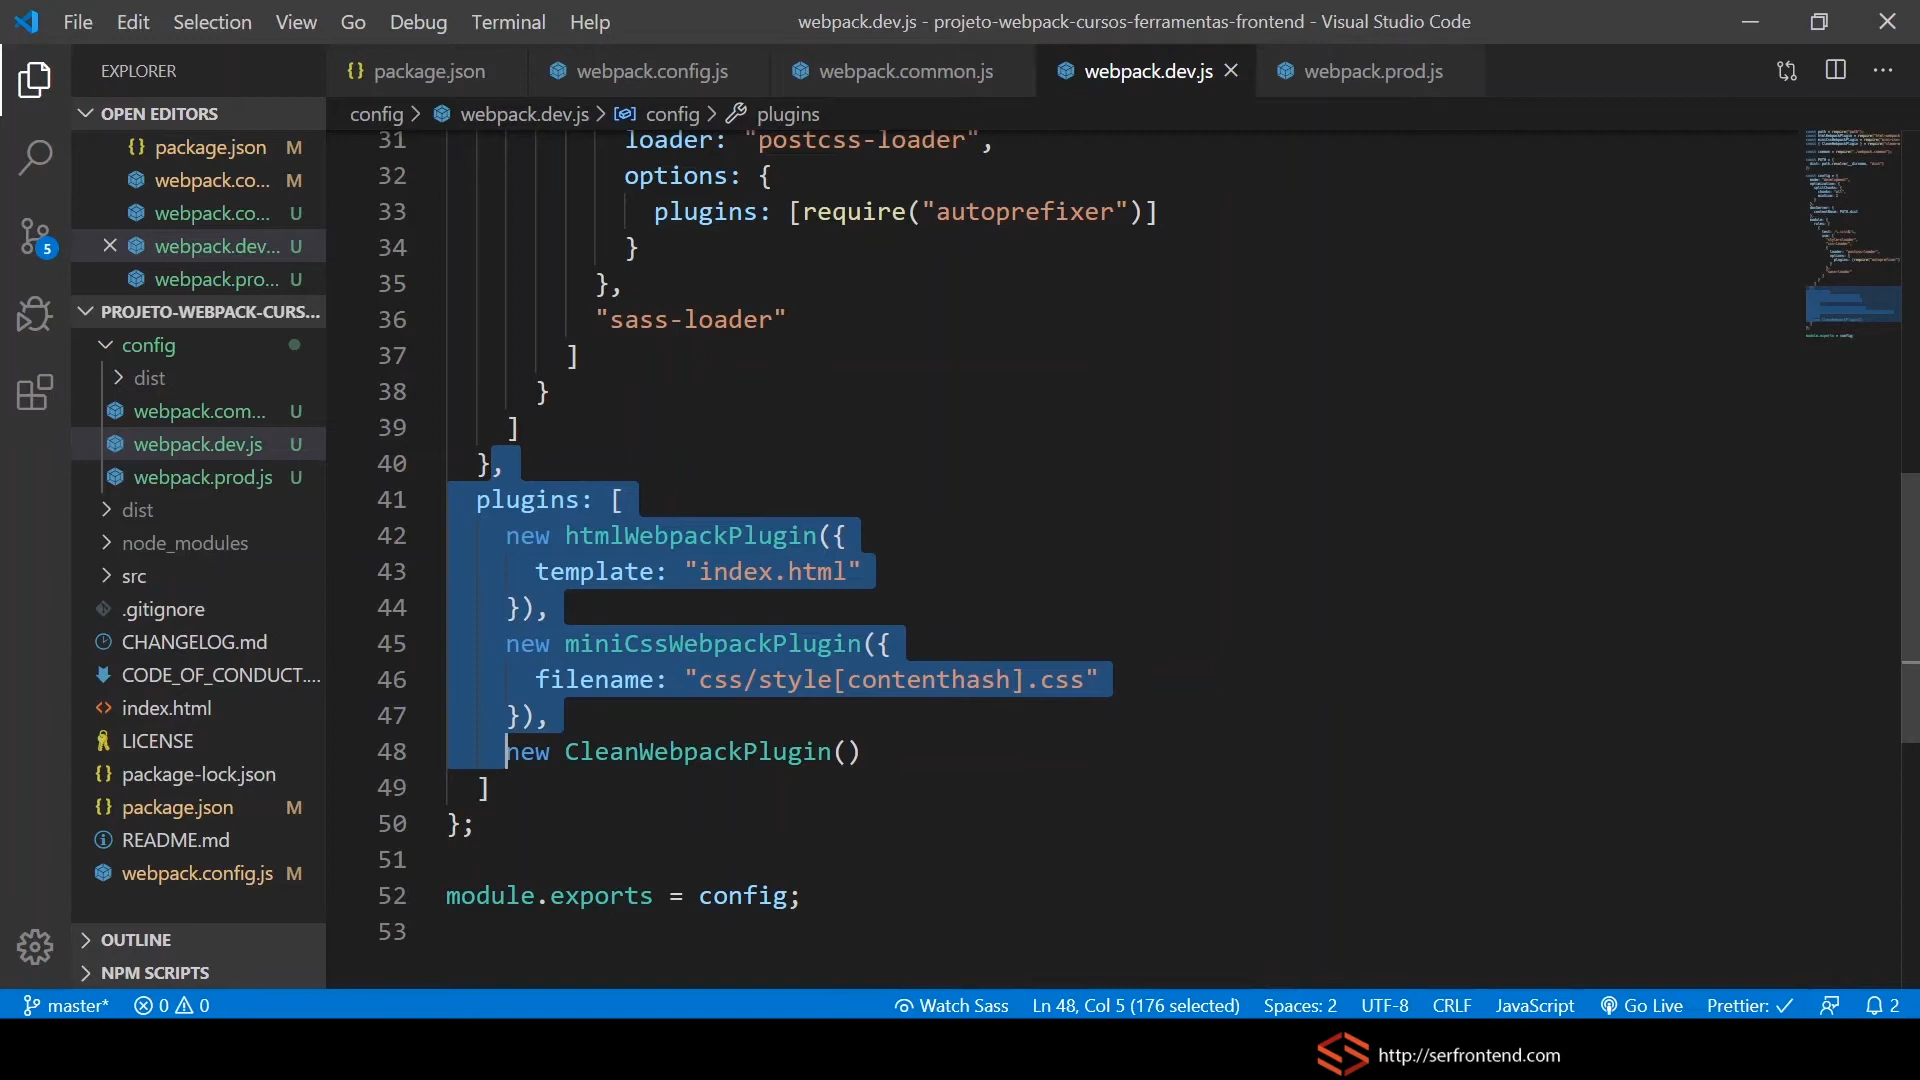 File Edit Selection View Go Debug Terminal Help
webpack.dev.js - projeto-webpack-cursos-ferramentas-frontend - Visual Studio Code
EXPLORER
{} package.json
webpack.config.js
webpack.common.js
webpack.dev.js
webpack.prod.js
OPEN EDITORS
{} package.json M
webpack.co... M
webpack.co... U
webpack.dev... U
webpack.pro... U
PROJETO-WEBPACK-CURS...
config
dist
webpack.com... U
webpack.dev.js U
webpack.prod.js U
dist
node_modules
src
.gitignore
CHANGELOG.md
CODE_OF_CONDUCT....
index.html
LICENSE
{} package-lock.json
{} package.json M
README.md
webpack.config.js M
OUTLINE
NPM SCRIPTS
5
config > webpack.dev.js > config > plugins
31 loader: "postcss-loader",
32 options: {
33 plugins: [require("autoprefixer")]
34 }
35 },
36 "sass-loader"
37 ]
38 }
39 ]
40 },
41 plugins: [
42 new htmlWebpackPlugin({
43 template: "index.html"
44 }),
45 new miniCssWebpackPlugin({
46 filename: "css/style[contenthash].css"
47 }),
48 new CleanWebpackPlugin()
49 ]
50 };
51
52 module.exports = config;
53
master* 0 0 Watch Sass Ln 48, Col 5 (176 selected) Spaces: 2 UTF-8 CRLF JavaScript Go Live Prettier: ✓ 2
http://serfrontend.com